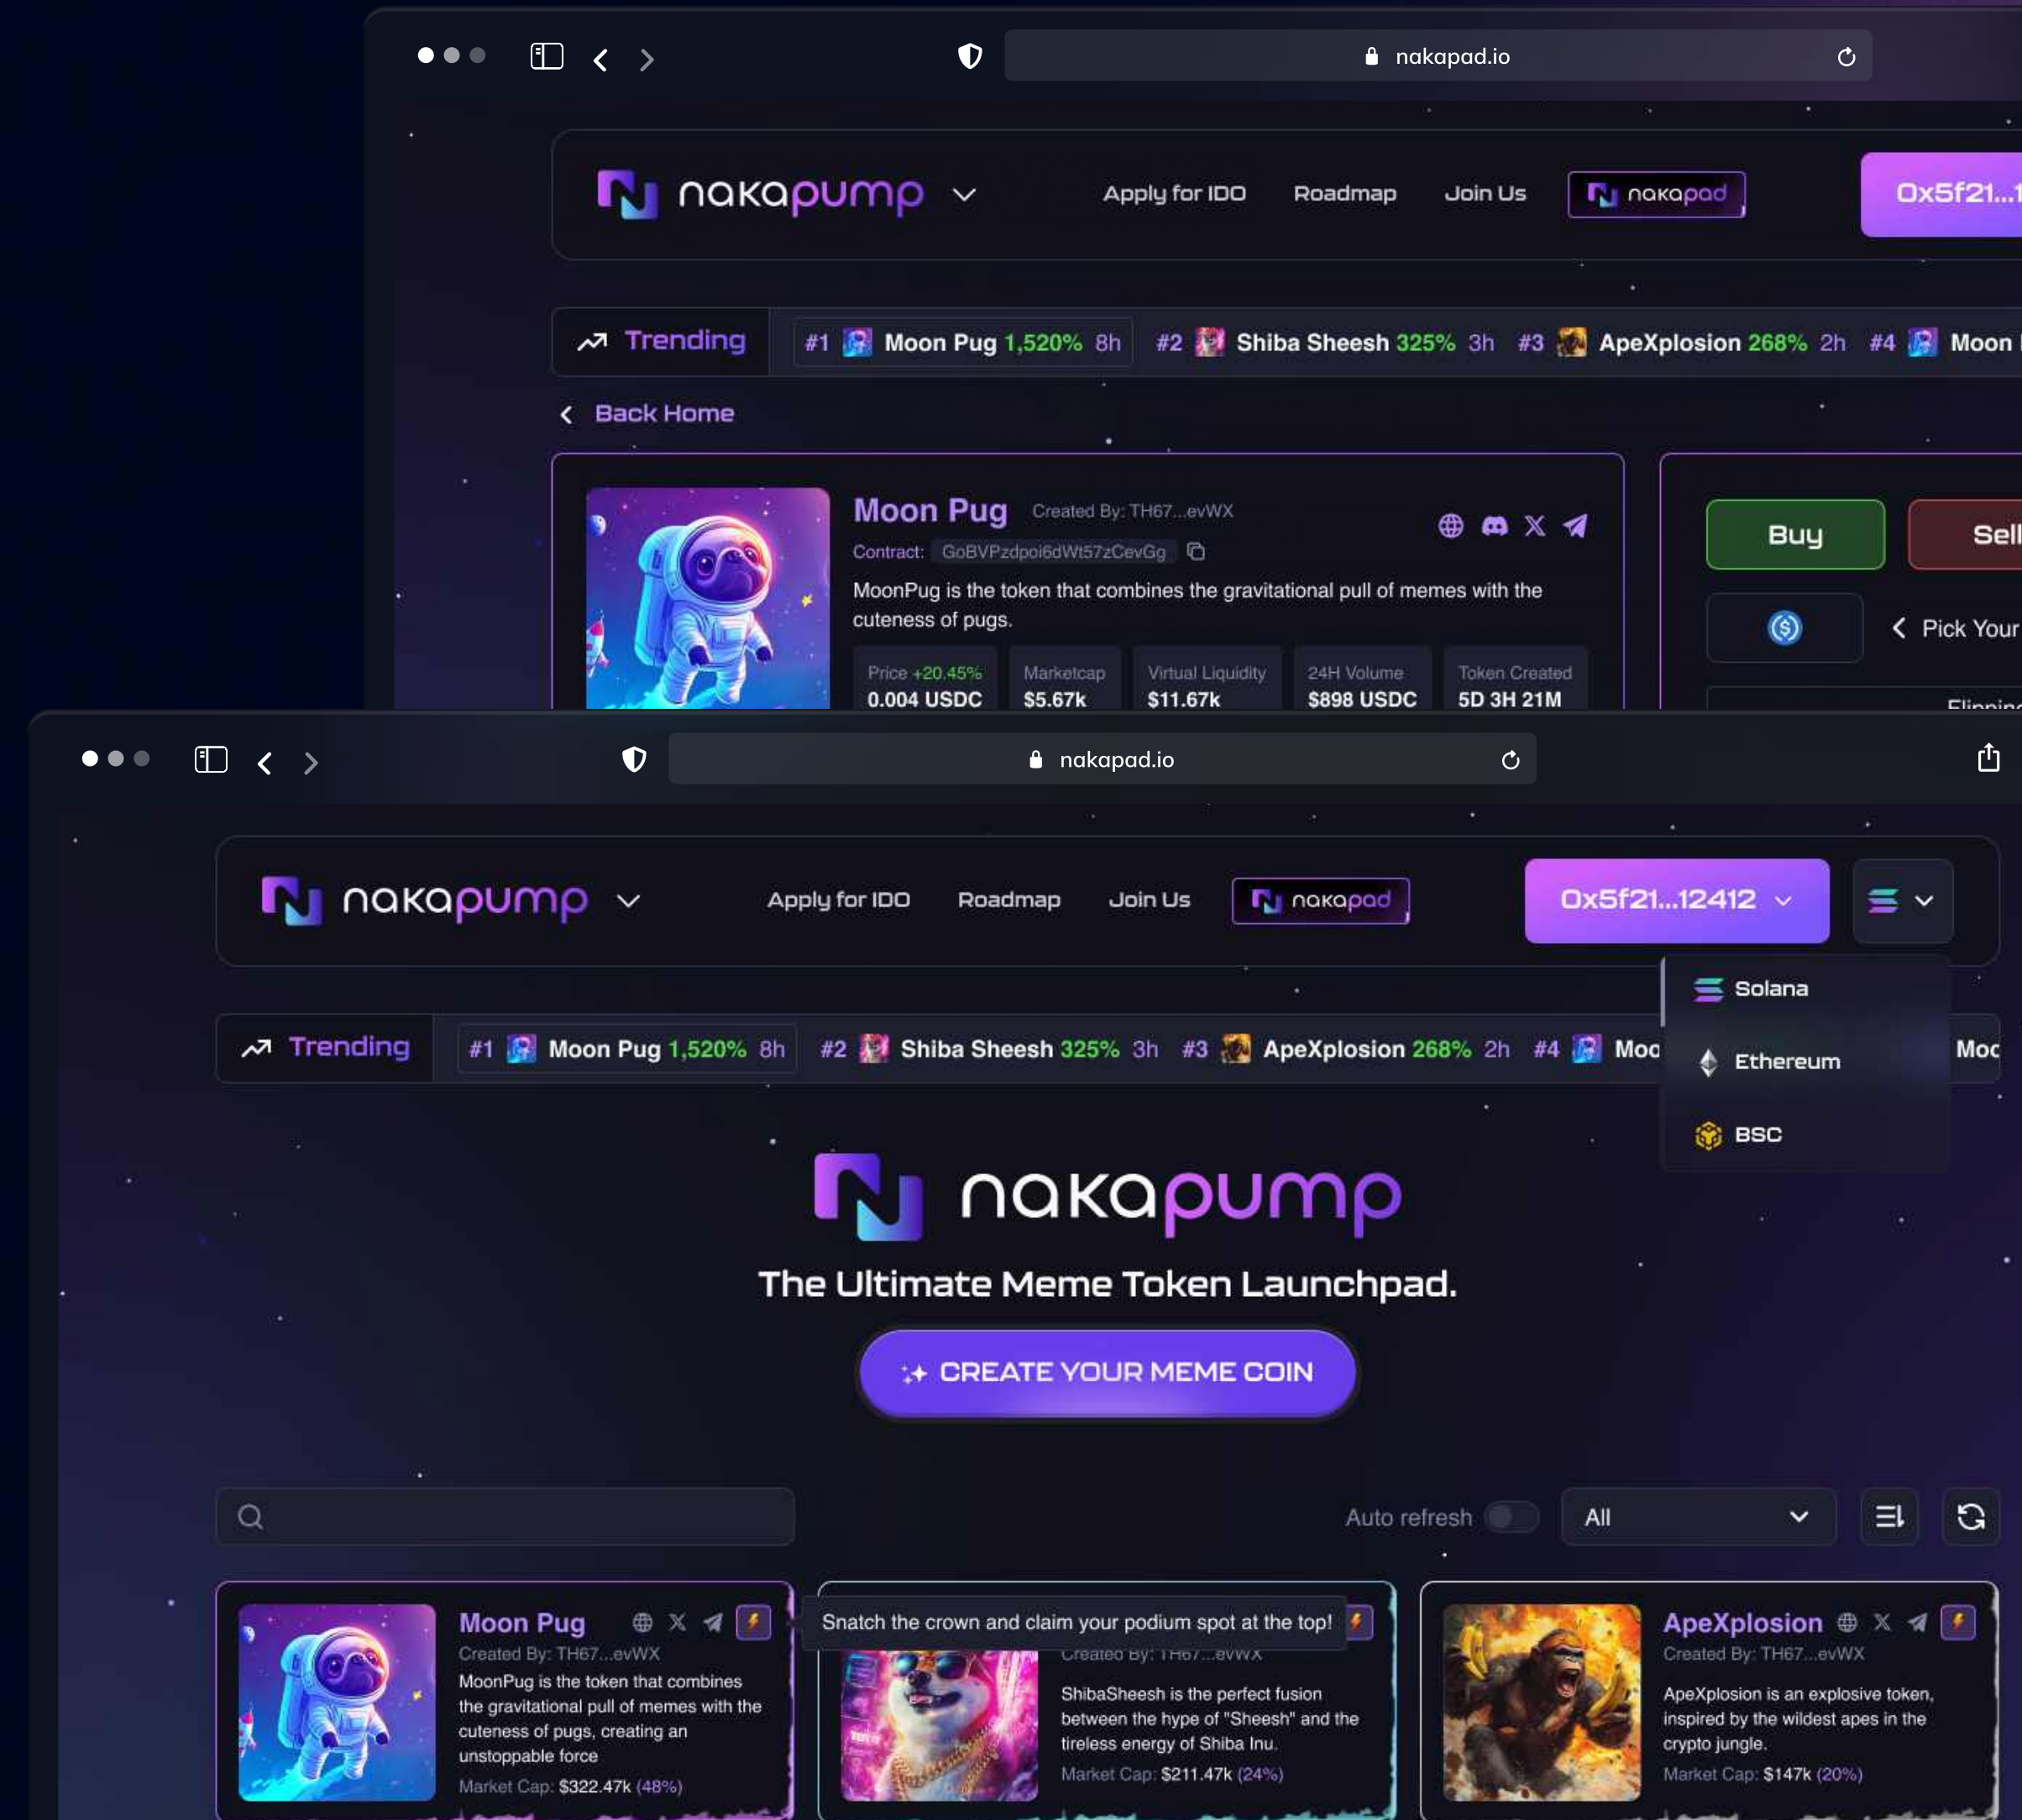 nakapad.io
nakapump
Apply for IDO
Roadmap
Join Us
nakapad
0x5f21...1
Trending
#1 Moon Pug 1,520% 8h
#2 Shiba Sheesh 325% 3h
#3 ApeXplosion 268% 2h
#4 Moon
Back Home
Moon Pug
Created By: TH67...evWX
Contract: GoBVPzdpoi6dWt57zCevGg
MoonPug is the token that combines the gravitational pull of memes with the
cuteness of pugs.
Price +20.45%
0.004 USDC
Marketcap
$5.67k
Virtual Liquidity
$11.67k
24H Volume
$898 USDC
Token Created
5D 3H 21M
Buy
Sell
Pick Your
nakapad.io
nakapump
Apply for IDO
Roadmap
Join Us
nakapad
0x5f21...12412
Solana
Ethereum
BSC
Trending
#1 Moon Pug 1,520% 8h
#2 Shiba Sheesh 325% 3h
#3 ApeXplosion 268% 2h
#4 Moo
Moo
nakapump
The Ultimate Meme Token Launchpad.
CREATE YOUR MEME COIN
Auto refresh
All
Moon Pug
Created By: TH67...evWX
MoonPug is the token that combines
the gravitational pull of memes with the
cuteness of pugs, creating an
unstoppable force
Market Cap: $322.47k (48%)
Snatch the crown and claim your podium spot at the top!
Created By: TH67...evWX
ShibaSheesh is the perfect fusion
between the hype of "Sheesh" and the
tireless energy of Shiba Inu.
Market Cap: $211.47k (24%)
ApeXplosion
Created By: TH67...evWX
ApeXplosion is an explosive token,
inspired by the wildest apes in the
crypto jungle.
Market Cap: $147k (20%)